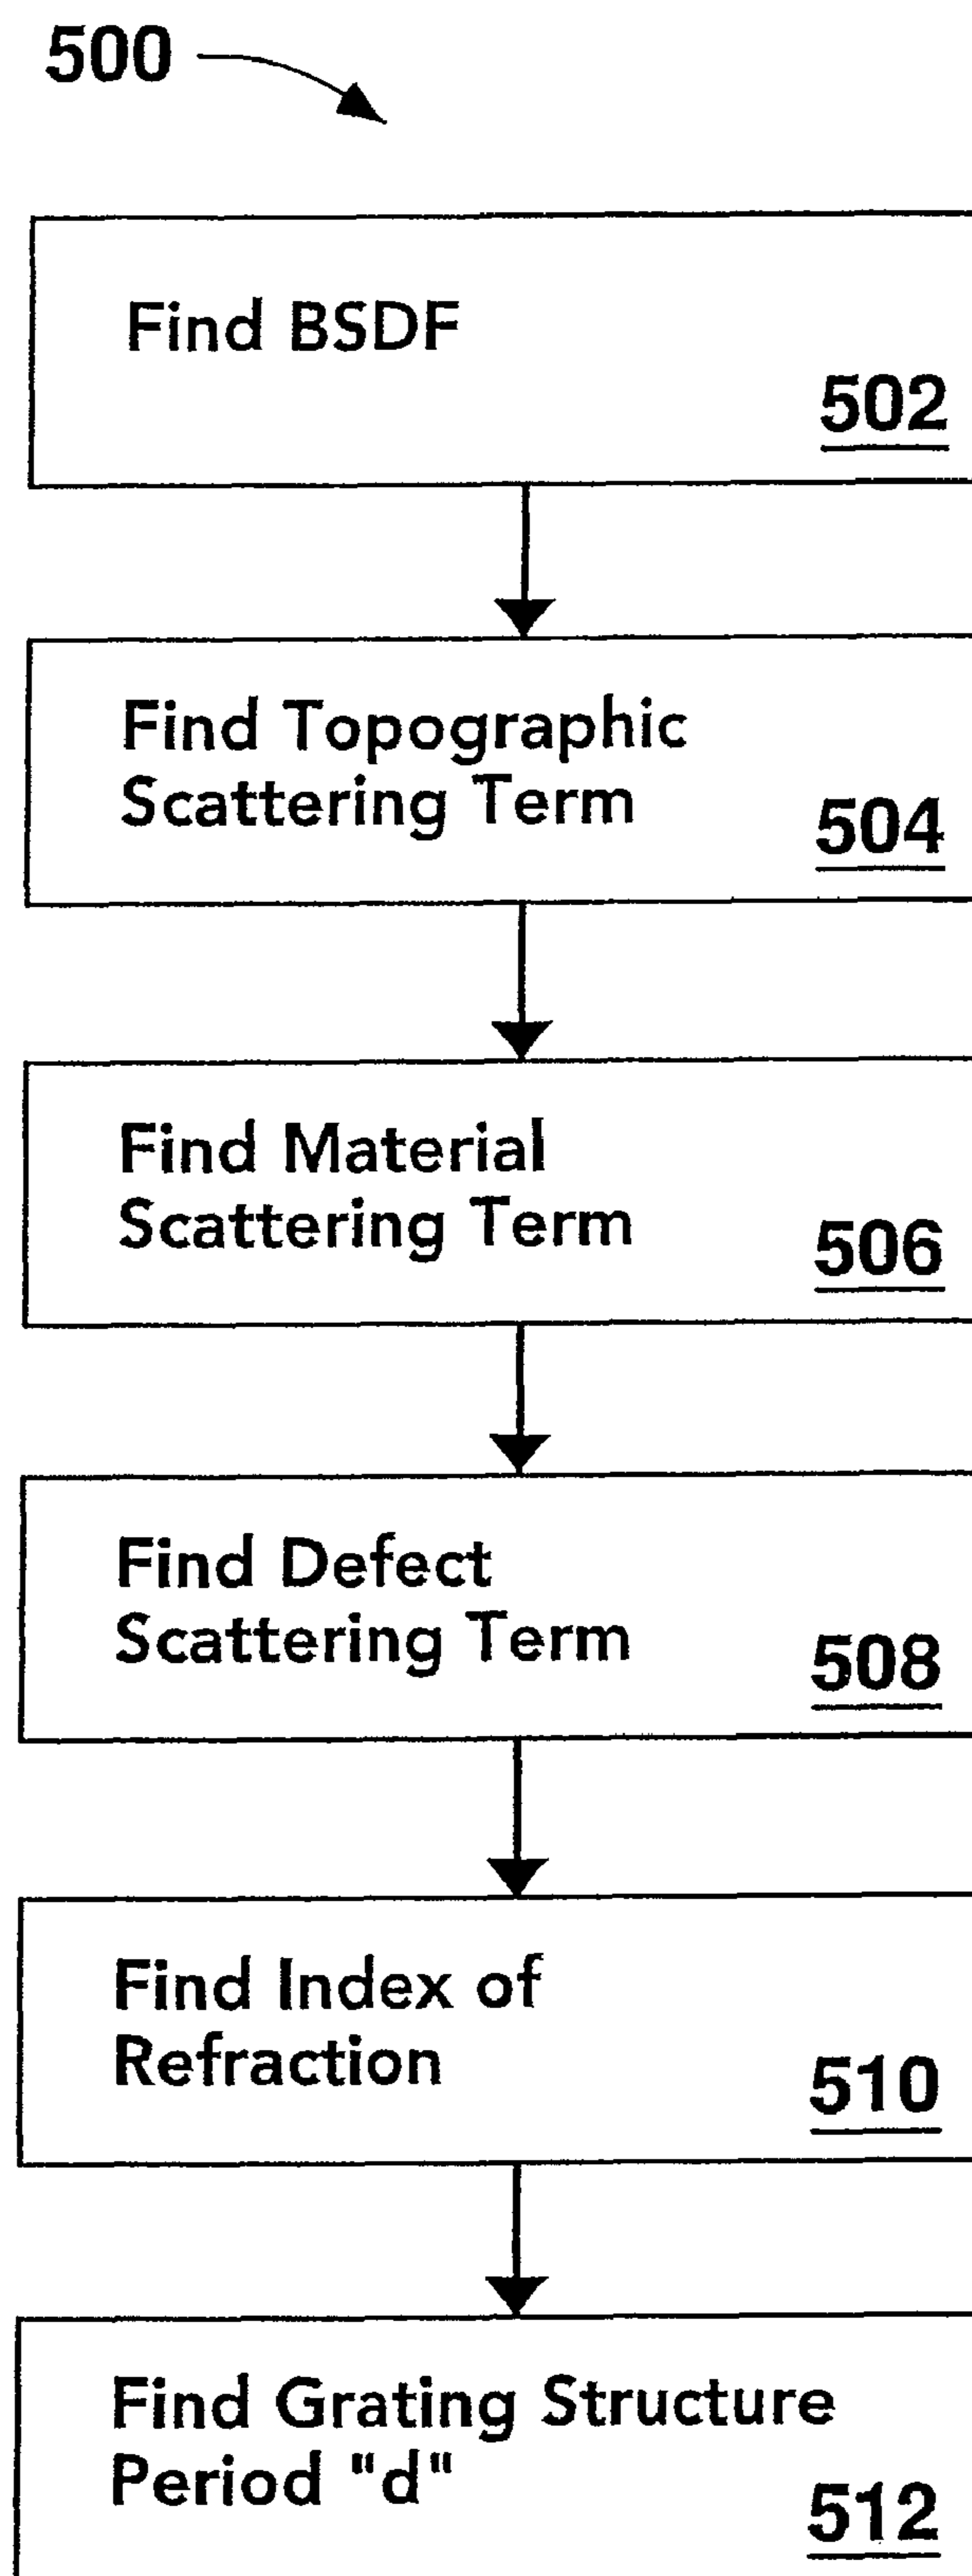 500
Find BSDF
502
Find Topographic
Scattering Term
504
Find Material
Scattering Term
506
Find Defect
Scattering Term
508
Find Index of
Refraction
510
Find Grating Structure
Period "d"
512